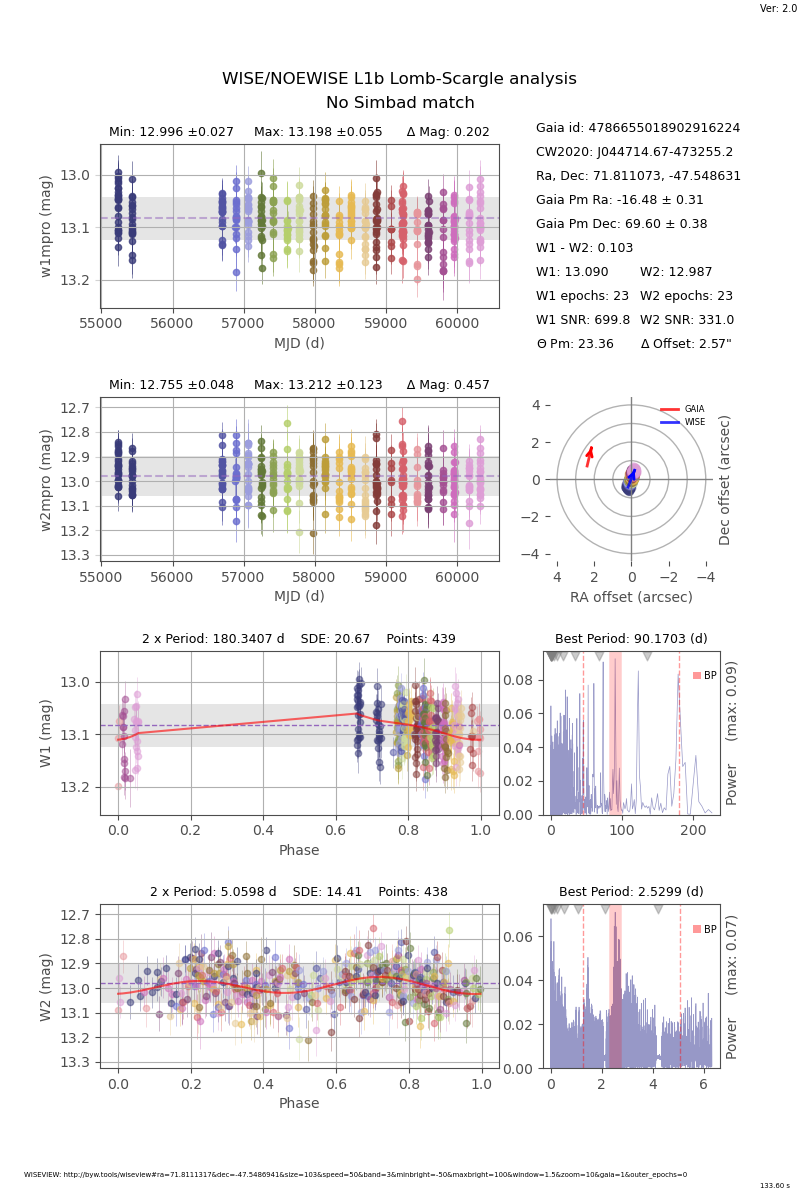 Ver: 2.0
WISE/NOEWISE L1b Lomb-Scargle analysis
No Simbad match
Min: 12.996 ±0.027 Max: 13.198 ±0.055 Δ Mag: 0.202
13.0
13.1
13.2
w1mpro (mag)
55000 56000 57000 58000 59000 60000
MJD (d)
Gaia id: 4786655018902916224
CW2020: J044714.67-473255.2
Ra, Dec: 71.811073, -47.548631
Gaia Pm Ra: -16.48 ± 0.31
Gaia Pm Dec: 69.60 ± 0.38
W1 - W2: 0.103
W1: 13.090 W2: 12.987
W1 epochs: 23 W2 epochs: 23
W1 SNR: 699.8 W2 SNR: 331.0
Θ Pm: 23.36 Δ Offset: 2.57"
Min: 12.755 ±0.048 Max: 13.212 ±0.123 Δ Mag: 0.457
12.7
12.8
12.9
13.0
13.1
13.2
13.3
w2mpro (mag)
55000 56000 57000 58000 59000 60000
MJD (d)
GAIA
WISE
4
2
0
−2
−4
4 2 0 −2 −4
RA offset (arcsec)
Dec offset (arcsec)
2 x Period: 180.3407 d SDE: 20.67 Points: 439
13.0
13.1
13.2
W1 (mag)
0.0 0.2 0.4 0.6 0.8 1.0
Phase
Best Period: 90.1703 (d)
BP
0.08
0.06
0.04
0.02
0.00
0 100 200
Power (max: 0.09)
2 x Period: 5.0598 d SDE: 14.41 Points: 438
12.7
12.8
12.9
13.0
13.1
13.2
13.3
W2 (mag)
0.0 0.2 0.4 0.6 0.8 1.0
Phase
Best Period: 2.5299 (d)
BP
0.06
0.04
0.02
0.00
0 2 4 6
Power (max: 0.07)
WISEVIEW: http://byw.tools/wiseview#ra=71.8111317&dec=-47.5486941&size=103&speed=50&band=3&minbright=-50&maxbright=100&window=1.5&zoom=10&gaia=1&outer_epochs=0
133.60 s